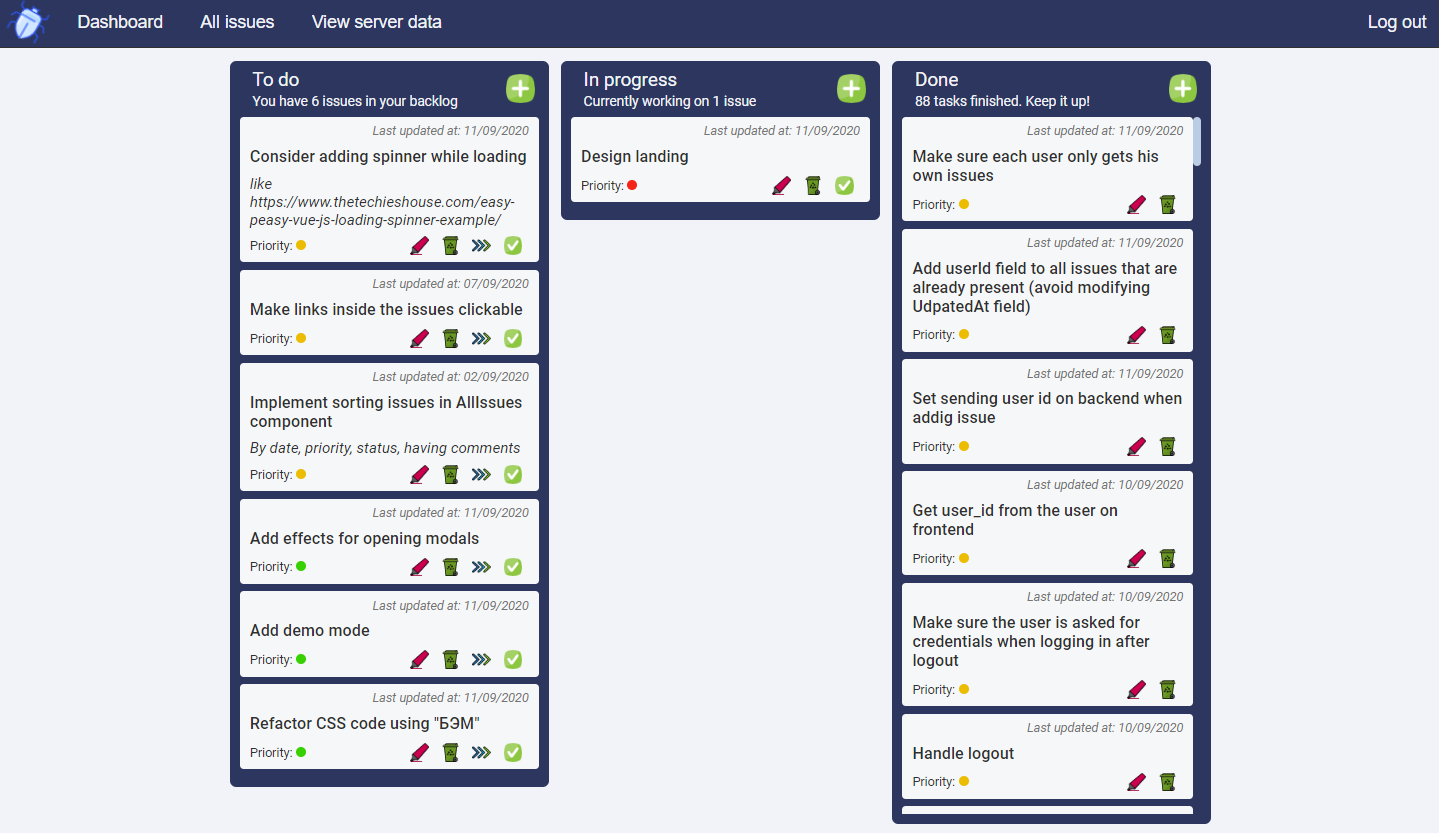 Dashboard
All issues
View server data
Log out
To do
You have 6 issues in your backlog
Last updated at: 11/09/2020
Consider adding spinner while loading
like
https://www.thetechieshouse.com/easy-
peasy-vue-js-loading-spinner-example/
Priority:
Last updated at: 07/09/2020
Make links inside the issues clickable
Priority:
Last updated at: 02/09/2020
Implement sorting issues in AllIssues
component
By date, priority, status, having comments
Priority:
Last updated at: 11/09/2020
Add effects for opening modals
Priority:
Last updated at: 11/09/2020
Add demo mode
Priority:
Last updated at: 11/09/2020
Refactor CSS code using "БЭМ"
Priority:
In progress
Currently working on 1 issue
Last updated at: 11/09/2020
Design landing
Priority:
Done
88 tasks finished. Keep it up!
Last updated at: 11/09/2020
Make sure each user only gets his
own issues
Priority:
Last updated at: 11/09/2020
Add userId field to all issues that are
already present (avoid modifying
UdpatedAt field)
Priority:
Last updated at: 11/09/2020
Set sending user id on backend when
addig issue
Priority:
Last updated at: 10/09/2020
Get user_id from the user on
frontend
Priority:
Last updated at: 10/09/2020
Make sure the user is asked for
credentials when logging in after
logout
Priority:
Last updated at: 10/09/2020
Handle logout
Priority: